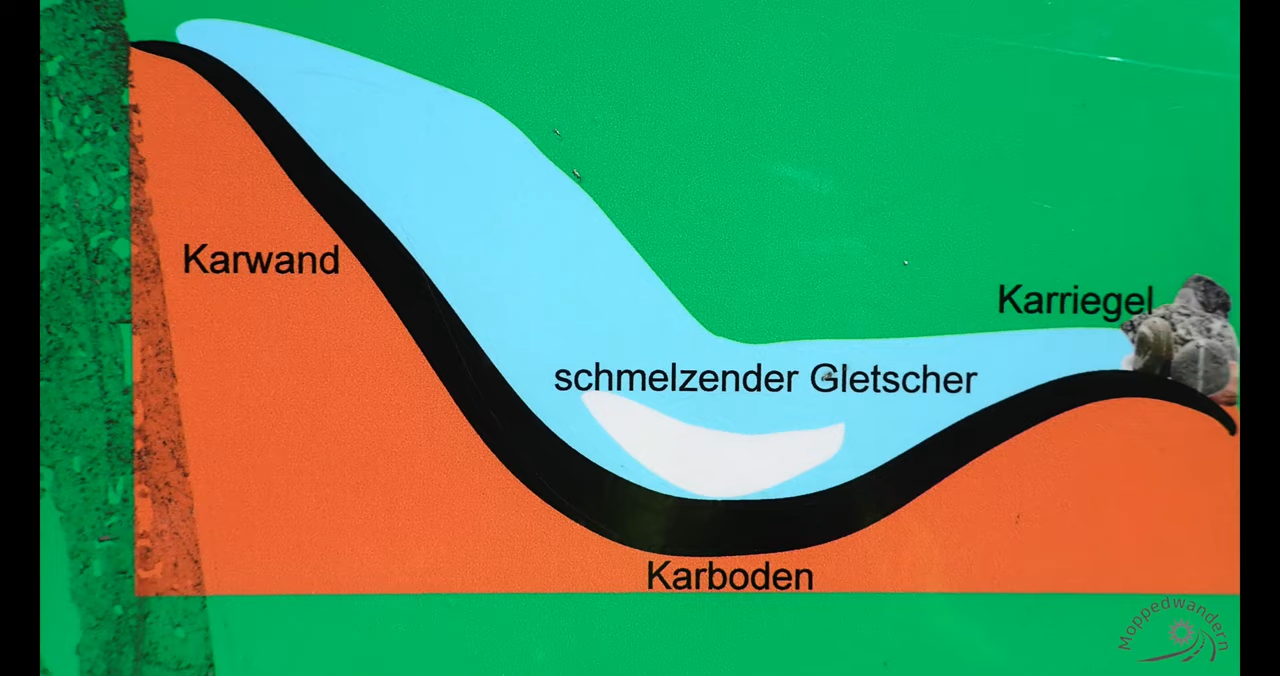 Karwand
Karriegel
schmelzender Gletscher
Karboden
Moppedwandern